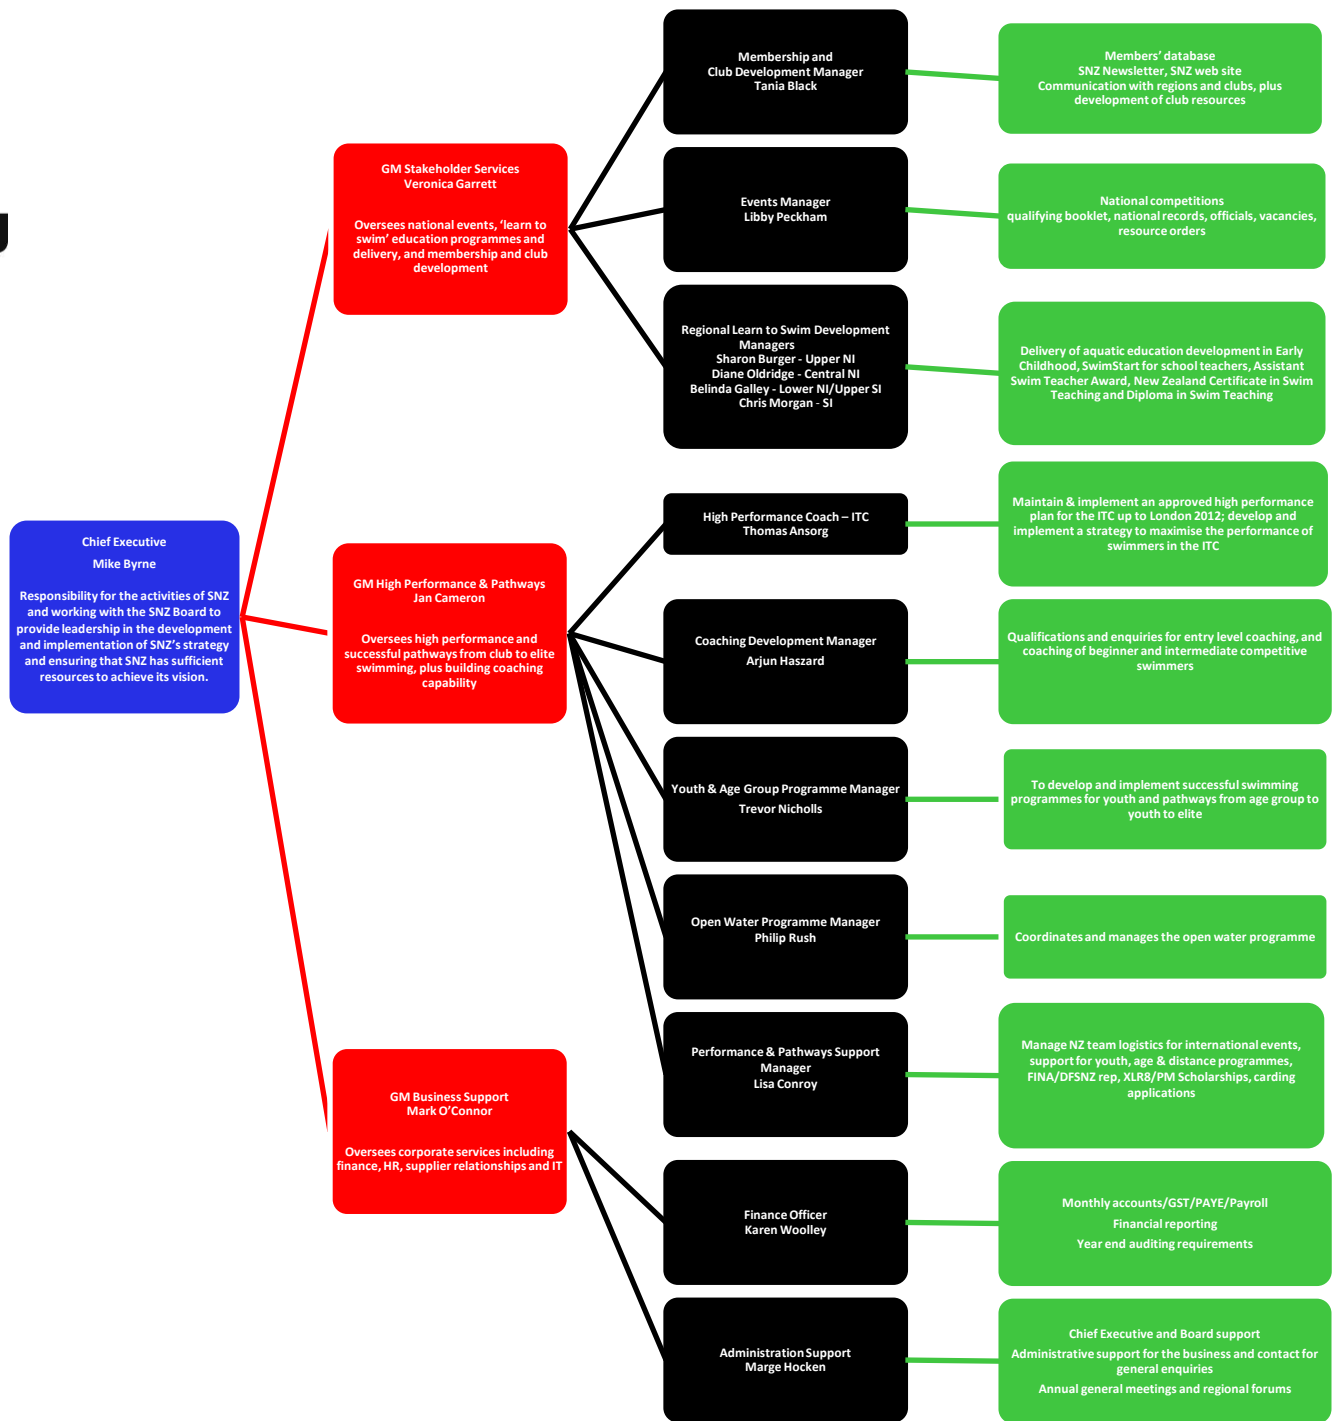 Membership and
Club Development Manager
Tania Black
Members' database
SNZ Newsletter, SNZ web site
Communication with regions and clubs, plus
development of club resources
GM Stakeholder Services
Veronica Garrett
Oversees national events, 'learn to
swim' education programmes and
delivery, and membership and club
development
Events Manager
Libby Peckham
National competitions
qualifying booklet, national records, officials, vacancies,
resource orders
Regional Learn to Swim Development
Managers
Sharon Burger - Upper NI
Diane Oldridge - Central NI
Belinda Galley - Lower NI/Upper SI
Chris Morgan - SI
Delivery of aquatic education development in Early
Childhood, SwimStart for school teachers, Assistant
Swim Teacher Award, New Zealand Certificate in Swim
Teaching and Diploma in Swim Teaching
Chief Executive
Mike Byrne
Responsibility for the activities of SNZ
and working with the SNZ Board to
provide leadership in the development
and implementation of SNZ's strategy
and ensuring that SNZ has sufficient
resources to achieve its vision.
GM High Performance & Pathways
Jan Cameron
Oversees high performance and
successful pathways from club to elite
swimming, plus building coaching
capability
High Performance Coach – ITC
Thomas Ansorg
Maintain & implement an approved high performance
plan for the ITC up to London 2012; develop and
implement a strategy to maximise the performance of
swimmers in the ITC
Coaching Development Manager
Arjun Haszard
Qualifications and enquiries for entry level coaching, and
coaching of beginner and intermediate competitive
swimmers
Youth & Age Group Programme Manager
Trevor Nicholls
To develop and implement successful swimming
programmes for youth and pathways from age group to
youth to elite
Open Water Programme Manager
Philip Rush
Coordinates and manages the open water programme
Performance & Pathways Support
Manager
Lisa Conroy
Manage NZ team logistics for international events,
support for youth, age & distance programmes,
FINA/DFSNZ rep, XLR8/PM Scholarships, carding
applications
GM Business Support
Mark O'Connor
Oversees corporate services including
finance, HR, supplier relationships and IT
Finance Officer
Karen Woolley
Monthly accounts/GST/PAYE/Payroll
Financial reporting
Year end auditing requirements
Administration Support
Marge Hocken
Chief Executive and Board support
Administrative support for the business and contact for
general enquiries
Annual general meetings and regional forums